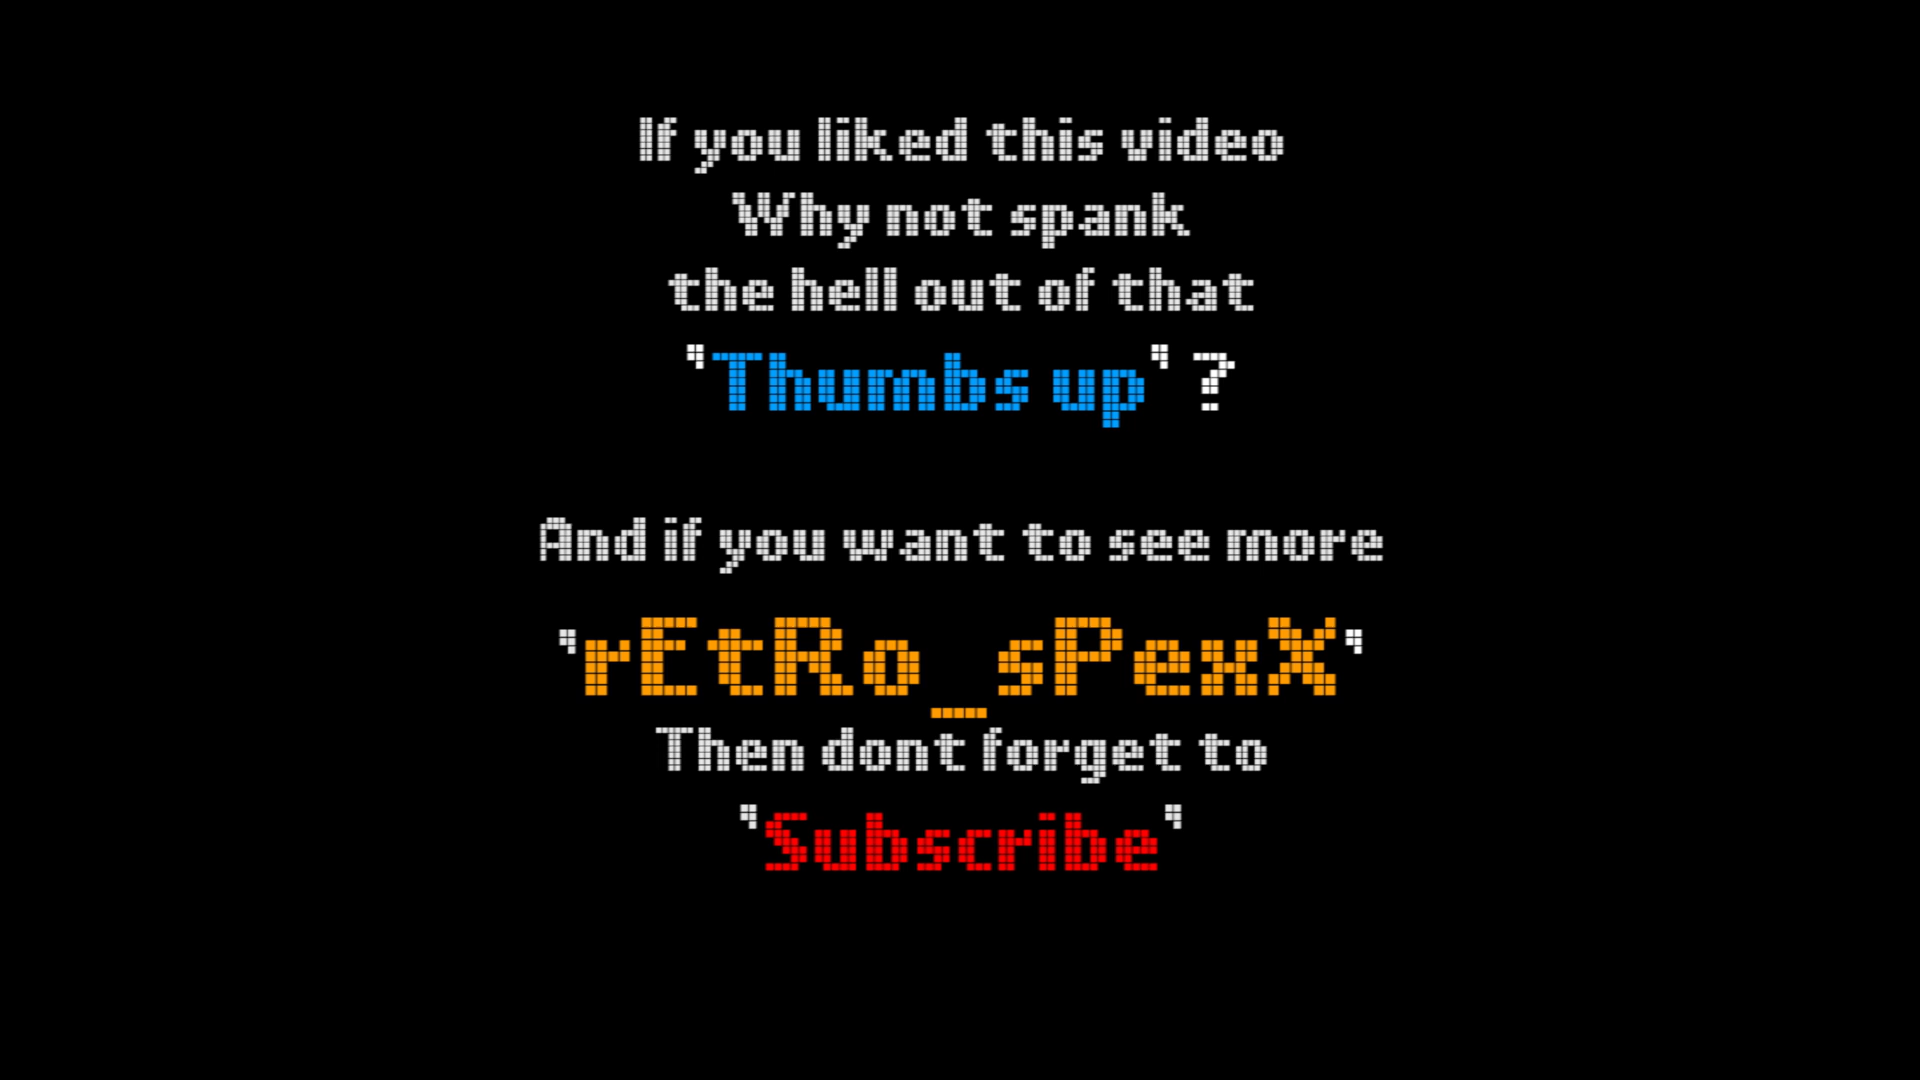 If you liked this video
Why not spank
the hell out of that
'Thumbs up' ?
And if you want to see more
'rEtRo_sPexX'
Then dont forget to
'Subscribe'